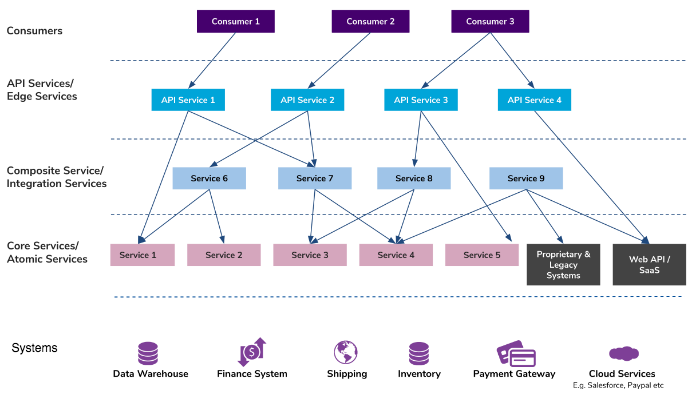 Consumers
Consumer 1
Consumer 2
Consumer 3
API Services/
Edge Services
API Service 1
API Service 2
API Service 3
API Service 4
Composite Service/
Integration Services
Service 6
Service 7
Service 8
Service 9
Core Services/
Atomic Services
Service 1
Service 2
Service 3
Service 4
Service 5
Proprietary &
Legacy
Systems
Web API /
SaaS
Systems
Data Warehouse
Finance System
Shipping
Inventory
Payment Gateway
Cloud Services
E.g. Salesforce, Paypal etc